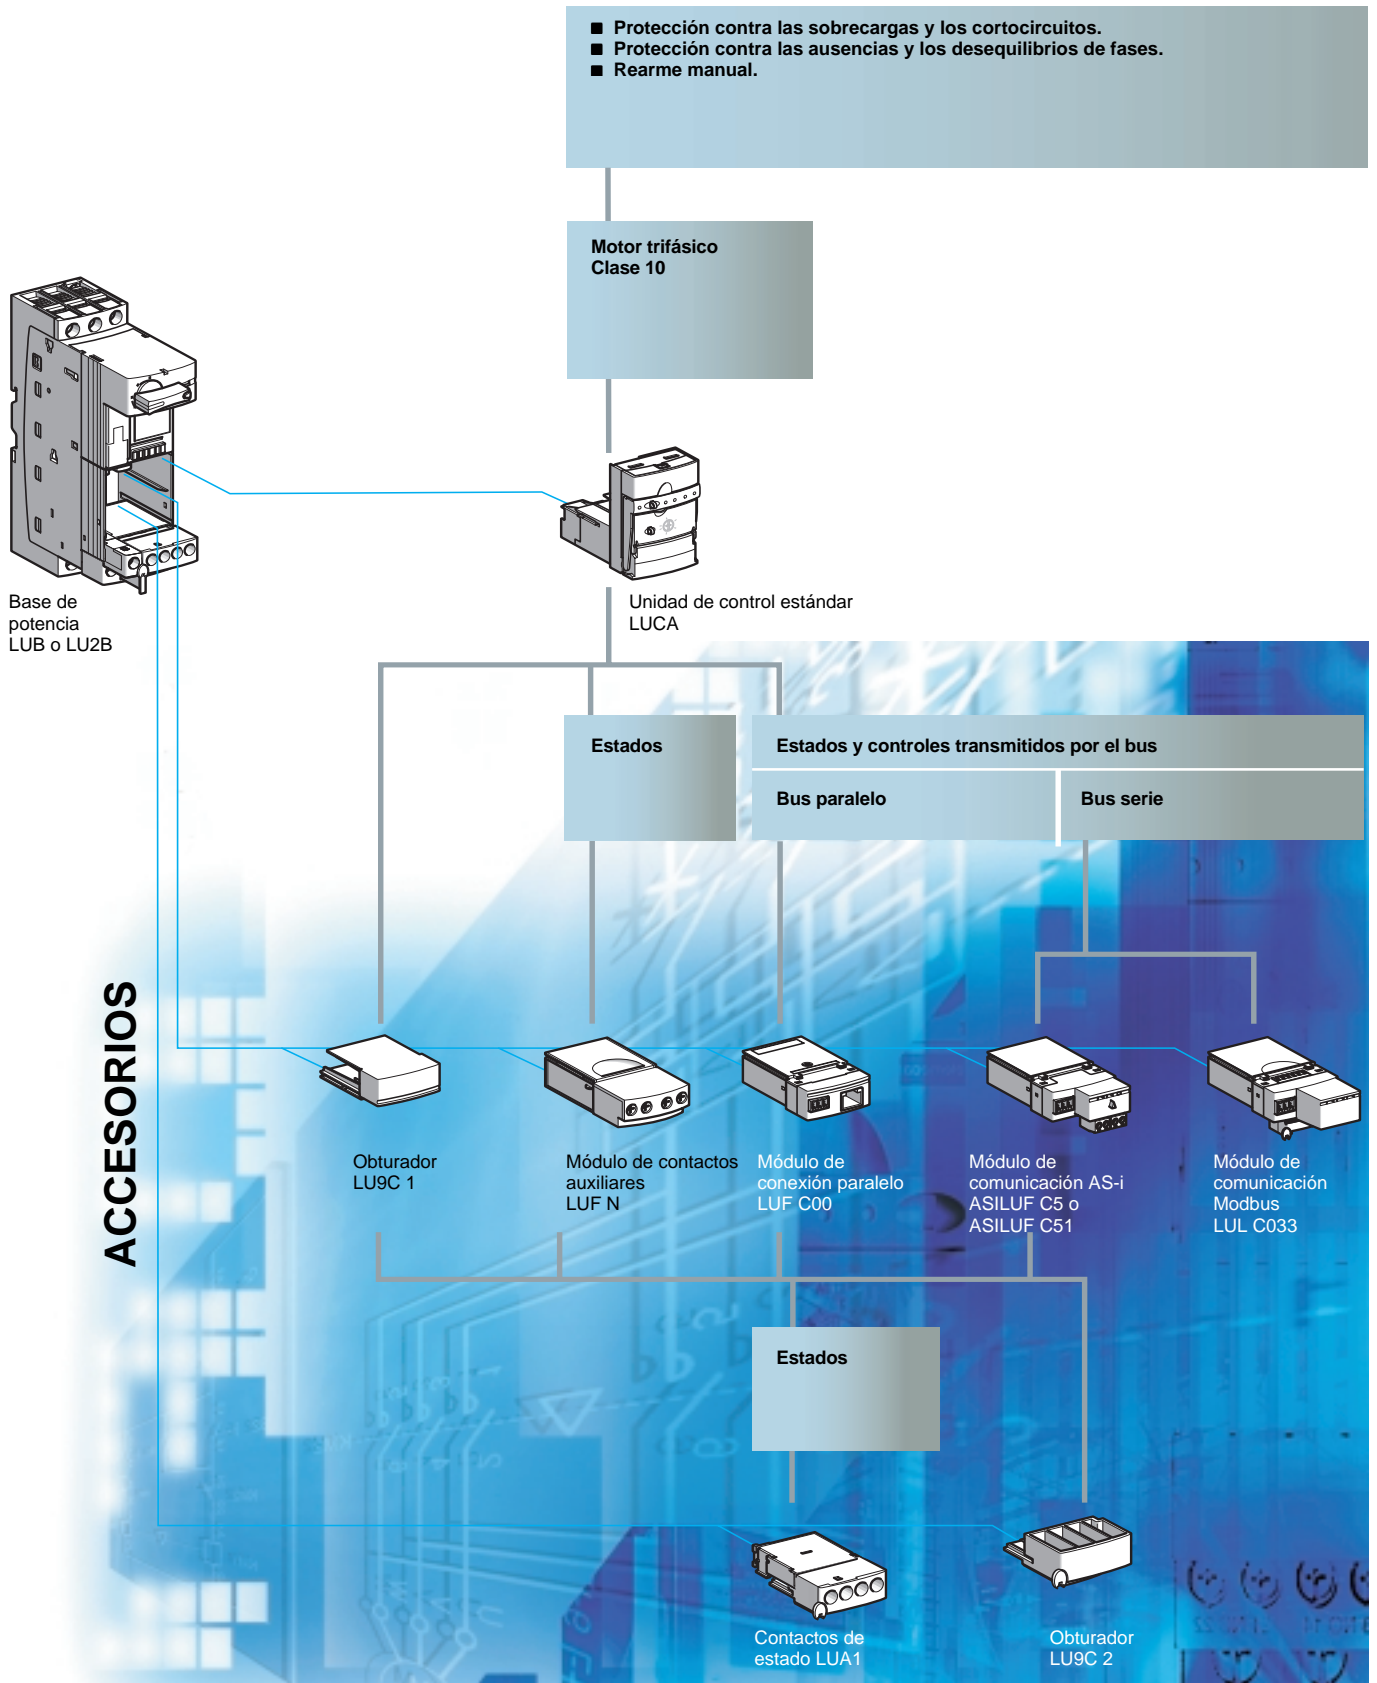 ■ Protección contra las sobrecargas y los cortocircuitos.
■ Protección contra las ausencias y los desequilibrios de fases.
■ Rearme manual.
Motor trifásico
Clase 10
Base de
potencia
LUB o LU2B
Unidad de control estándar
LUCA
Estados
Estados y controles transmitidos por el bus
Bus paralelo
Bus serie
ACCESORIOS
Obturador
LU9C 1
Módulo de contactos
auxiliares
LUF N
Módulo de
conexión paralelo
LUF C00
Módulo de
comunicación AS-i
ASILUF C5 o
ASILUF C51
Módulo de
comunicación
Modbus
LUL C033
Estados
Contactos de
estado LUA1
Obturador
LU9C 2